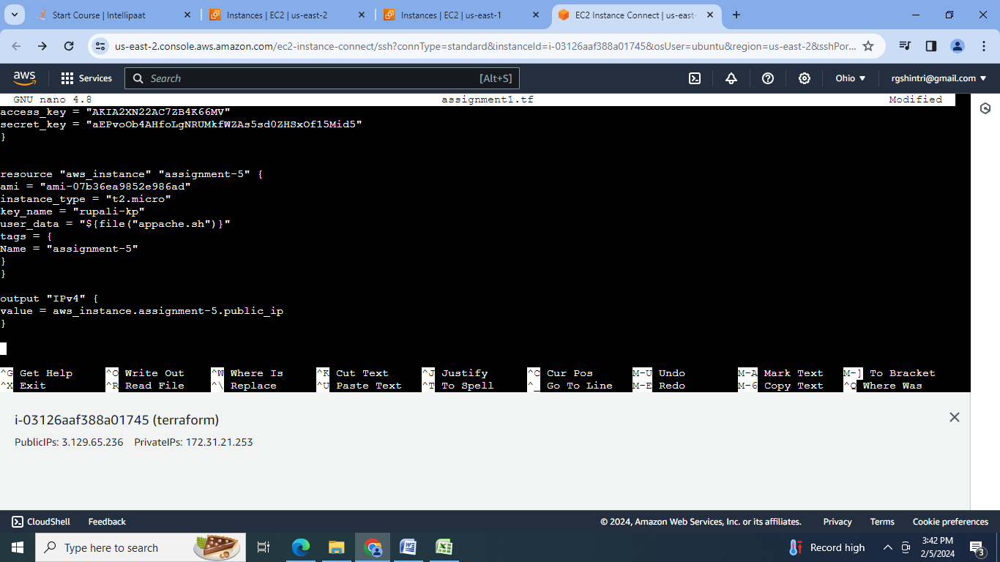 Start Course | Intellipaat
Instances | EC2 | us-east-2
Instances | EC2 | us-east-1
EC2 Instance Connect | us-east-
us-east-2.console.aws.amazon.com/ec2-instance-connect/ssh?connType=standard&instanceId=i-03126aaf388a01745&osUser=ubuntu&region=us-east-2&sshPor...
aws
Services
Search
[Alt+S]
Ohio
rgshintri@gmail.com
GNU nano 4.8 assignment1.tf Modified
access_key =
secret_key =
}
resource "aws_instance" "assignment-5" {
ami = "ami-07b36ea9852e986ad"
instance_type = "t2.micro"
key_name = "rupali-kp"
user_data = "${file("appache.sh")}"
tags = {
Name = "assignment-5"
}
}
output "IPv4" {
value = aws_instance.assignment-5.public_ip
}
^G Get Help ^O Write Out ^W Where Is ^K Cut Text ^J Justify ^C Cur Pos M-U Undo M-A Mark Text M-] To Bracket
^X Exit ^R Read File ^\ Replace ^U Paste Text ^T To Spell ^_ Go To Line M-E Redo M-6 Copy Text ^Q Where Was
i-03126aaf388a01745 (terraform)
PublicIPs: 3.129.65.236 PrivateIPs: 172.31.21.253
CloudShell
Feedback
© 2024, Amazon Web Services, Inc. or its affiliates.
Privacy
Terms
Cookie preferences
Type here to search
Record high
3:42 PM
2/5/2024
3